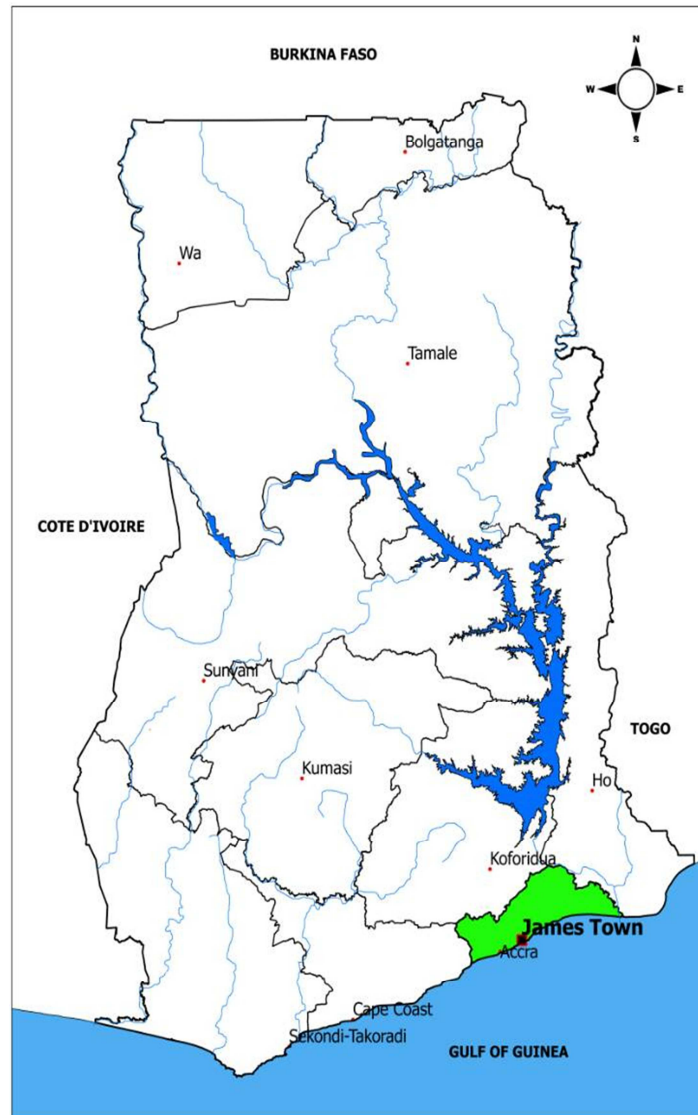 BURKINA FASO
N
W
E
S
Bolgatanga
Wa
Tamale
COTE D'IVOIRE
Sunyani
TOGO
Kumasi
Ho
Koforidua
James Town
Accra
Cape Coast
Sekondi-Takoradi
GULF OF GUINEA